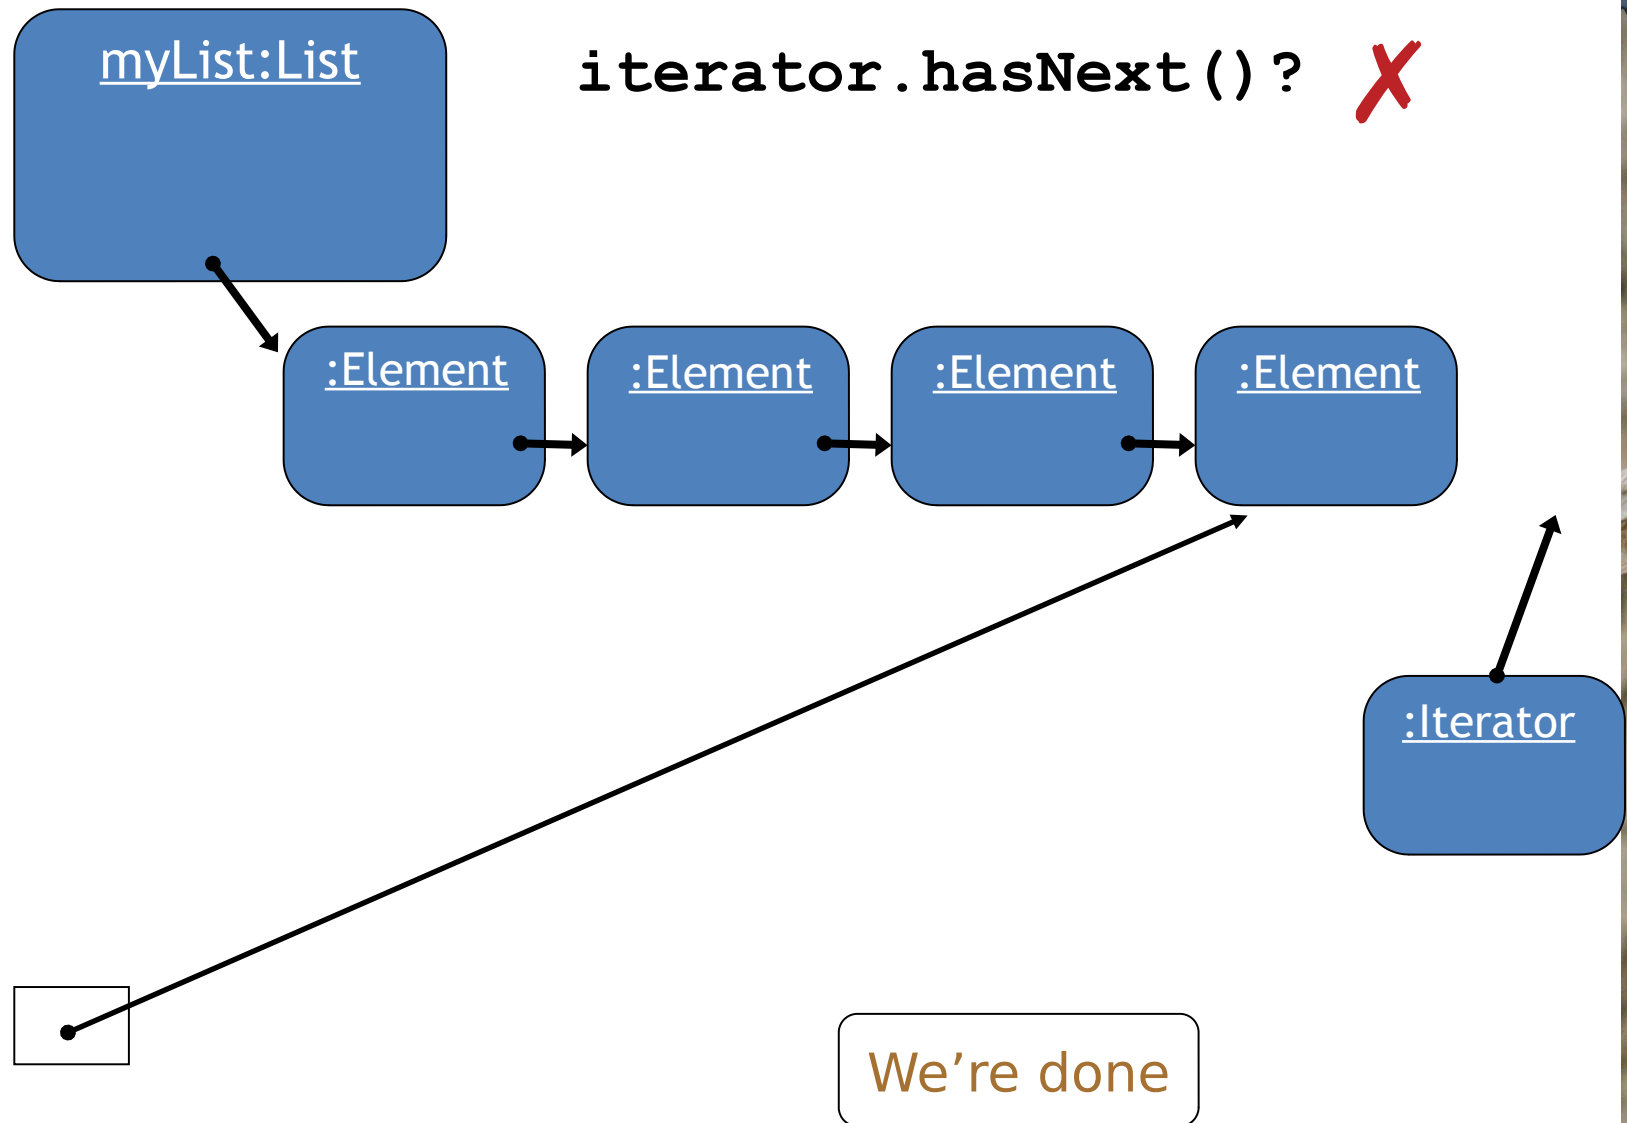 myList:List
iterator.hasNext()? ✗
:Element
:Element
:Element
:Element
:Iterator
We’re done